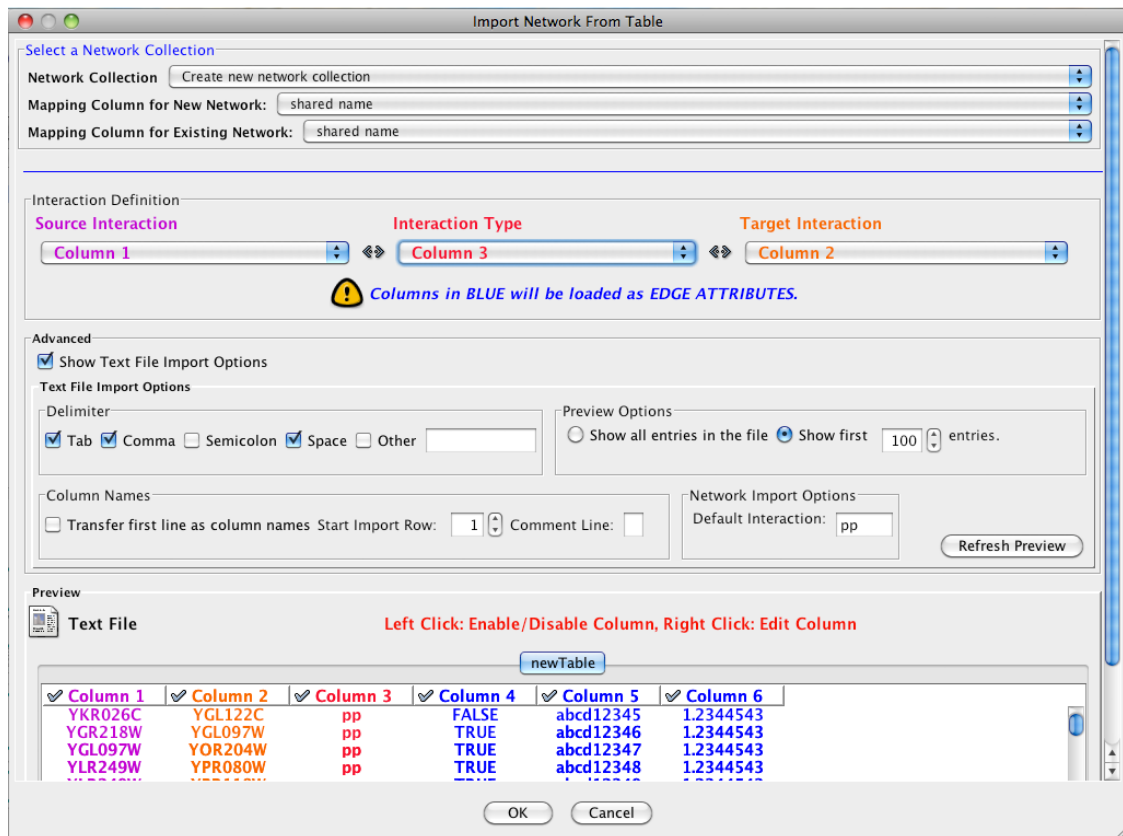 Import Network From Table
Select a Network Collection
Network Collection Create new network collection
Mapping Column for New Network: shared name
Mapping Column for Existing Network: shared name
Interaction Definition
Source Interaction Interaction Type Target Interaction
Column 1 Column 3 Column 2
Columns in BLUE will be loaded as EDGE ATTRIBUTES.
Advanced
Show Text File Import Options
Text File Import Options
Delimiter Preview Options
Tab Comma Semicolon Space Other Show all entries in the file Show first 100 entries.
Column Names Network Import Options
Transfer first line as column names Start Import Row: 1 Comment Line: Default Interaction: pp
Refresh Preview
Preview
Text File Left Click: Enable/Disable Column, Right Click: Edit Column
newTable
Column 1 Column 2 Column 3 Column 4 Column 5 Column 6
YKR026C YGL122C pp FALSE abcd12345 1.2344543
YGR218W YGL097W pp TRUE abcd12346 1.2344543
YGL097W YOR204W pp TRUE abcd12347 1.2344543
YLR249W YPR080W pp TRUE abcd12348 1.2344543
OK Cancel